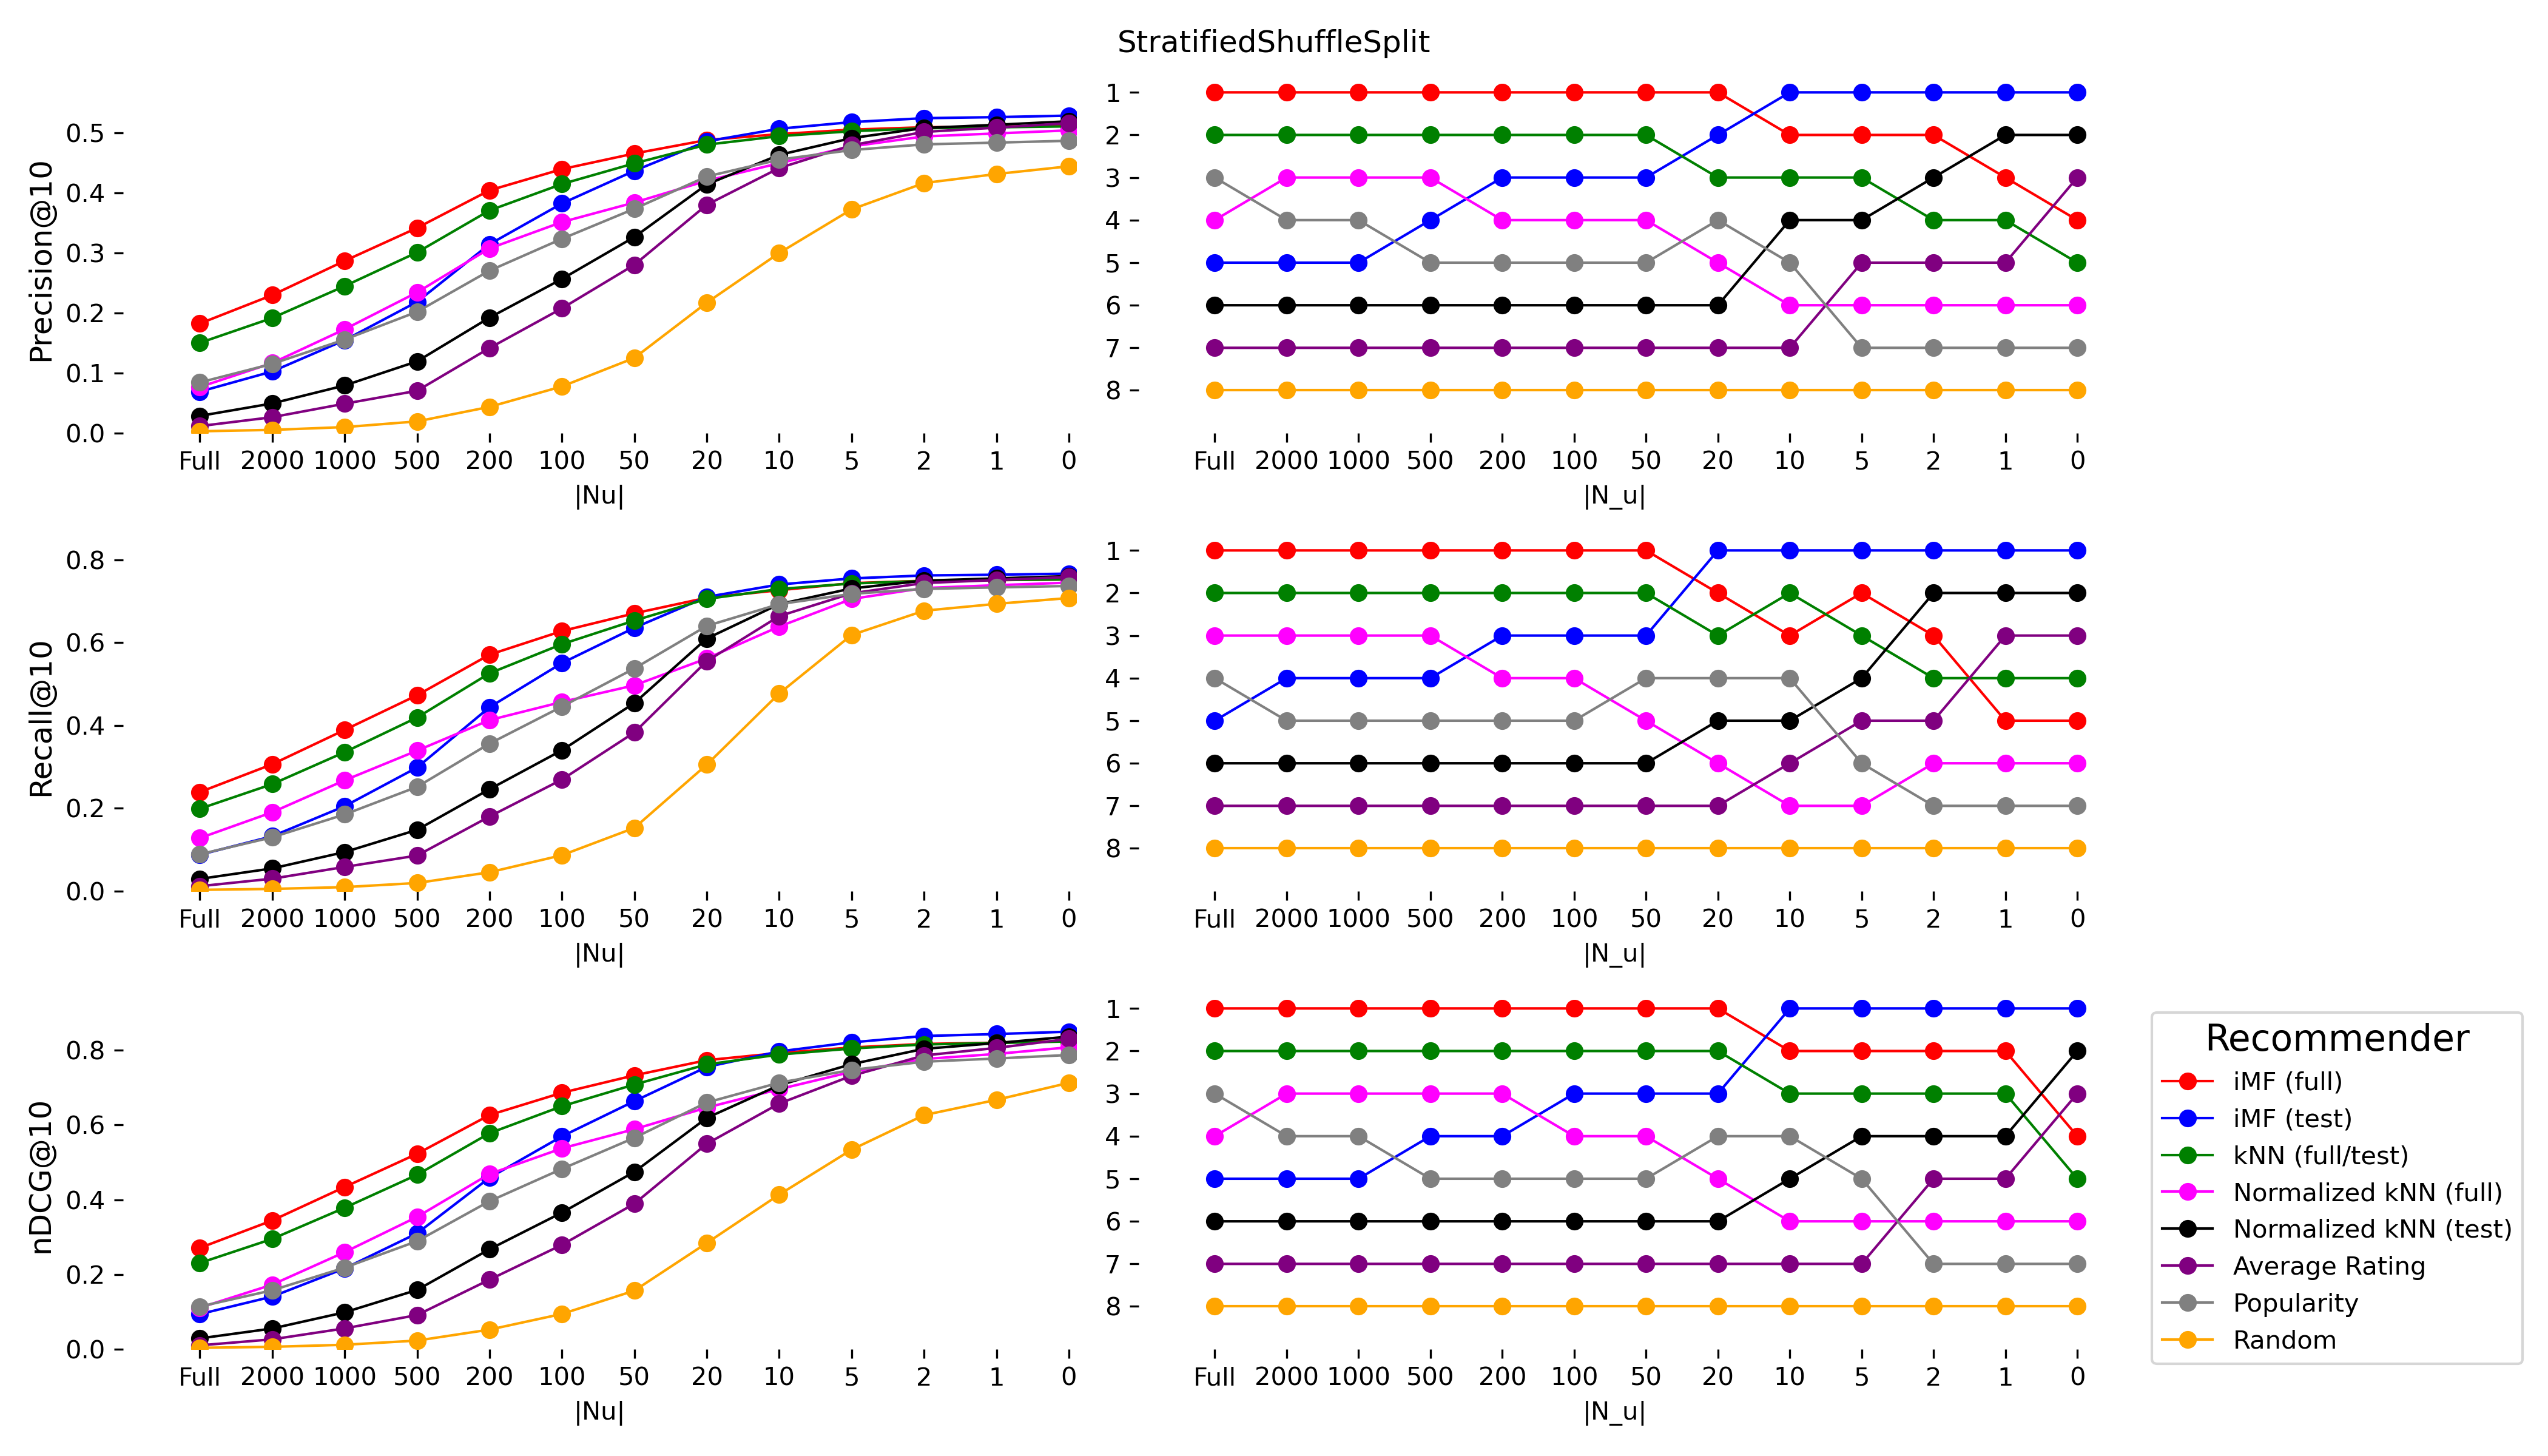 StratifiedShuffleSplit
Precision@10
0.5
0.4
0.3
0.2
0.1
0.0
Full 2000 1000 500 200 100 50 20 10 5 2 1 0
|Nu|
1
2
3
4
5
6
7
8
Full 2000 1000 500 200 100 50 20 10 5 2 1 0
|N_u|
Recall@10
0.8
0.6
0.4
0.2
0.0
Full 2000 1000 500 200 100 50 20 10 5 2 1 0
|Nu|
1
2
3
4
5
6
7
8
Full 2000 1000 500 200 100 50 20 10 5 2 1 0
|N_u|
nDCG@10
0.8
0.6
0.4
0.2
0.0
Full 2000 1000 500 200 100 50 20 10 5 2 1 0
|Nu|
1
2
3
4
5
6
7
8
Full 2000 1000 500 200 100 50 20 10 5 2 1 0
|N_u|
Recommender
iMF (full)
iMF (test)
kNN (full/test)
Normalized kNN (full)
Normalized kNN (test)
Average Rating
Popularity
Random